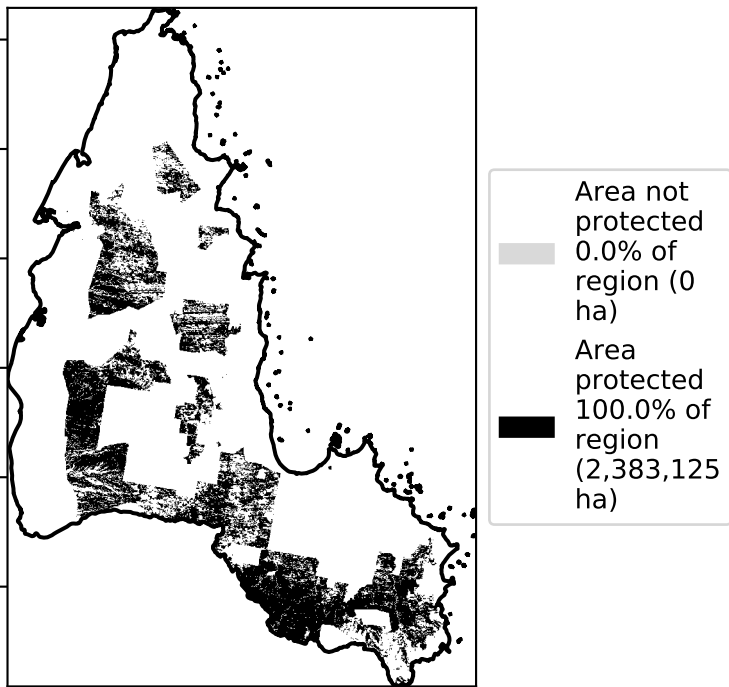 Area not
protected
0.0% of
region (0
ha)
Area
protected
100.0% of
region
(2,383,125
ha)